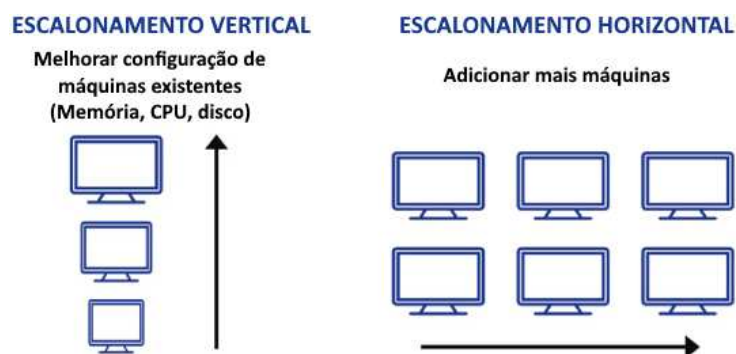 ESCALONAMENTO VERTICAL
Melhorar configuração de
máquinas existentes
(Memória, CPU, disco)
ESCALONAMENTO HORIZONTAL
Adicionar mais máquinas